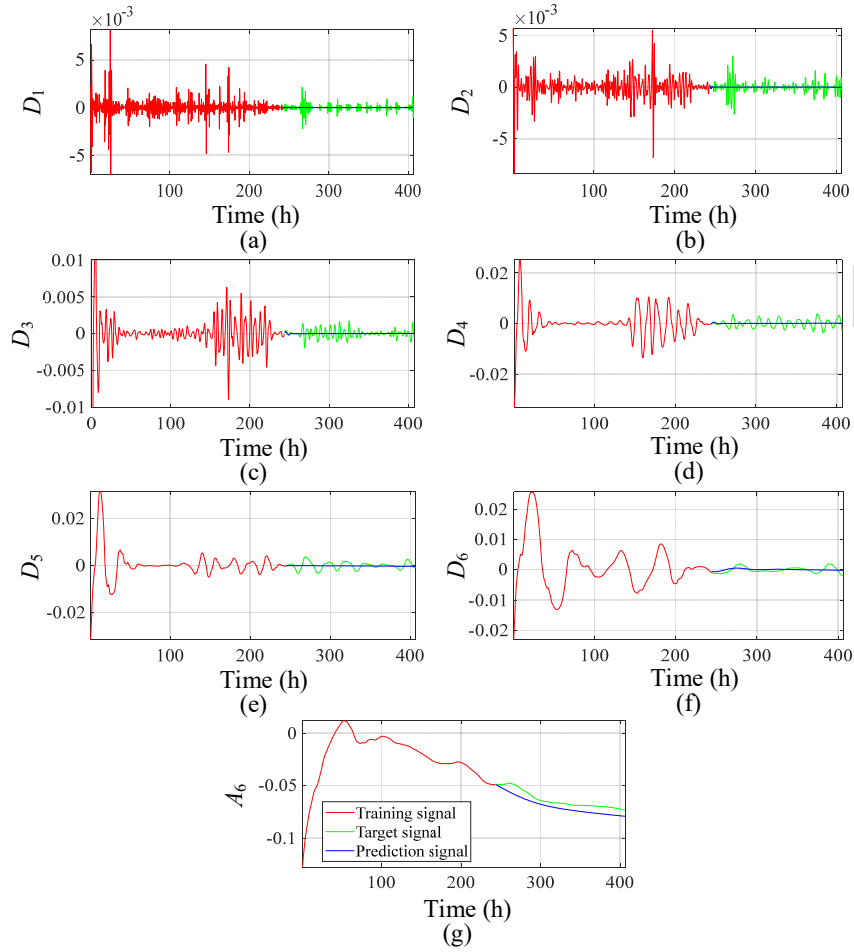 ×10⁻³
5
0
-5
D₁
100 200 300 400
Time (h)
(a)
×10⁻³
5
0
-5
D₂
100 200 300 400
Time (h)
(b)
0.01
0.005
0
-0.005
-0.01
D₃
0 100 200 300 400
Time (h)
(c)
0.02
0
-0.02
D₄
100 200 300 400
Time (h)
(d)
0.02
0
-0.02
D₅
100 200 300 400
Time (h)
(e)
0.02
0.01
0
-0.01
-0.02
D₆
100 200 300 400
Time (h)
(f)
0
-0.05
-0.1
A₆
Training signal
Target signal
Prediction signal
100 200 300 400
Time (h)
(g)